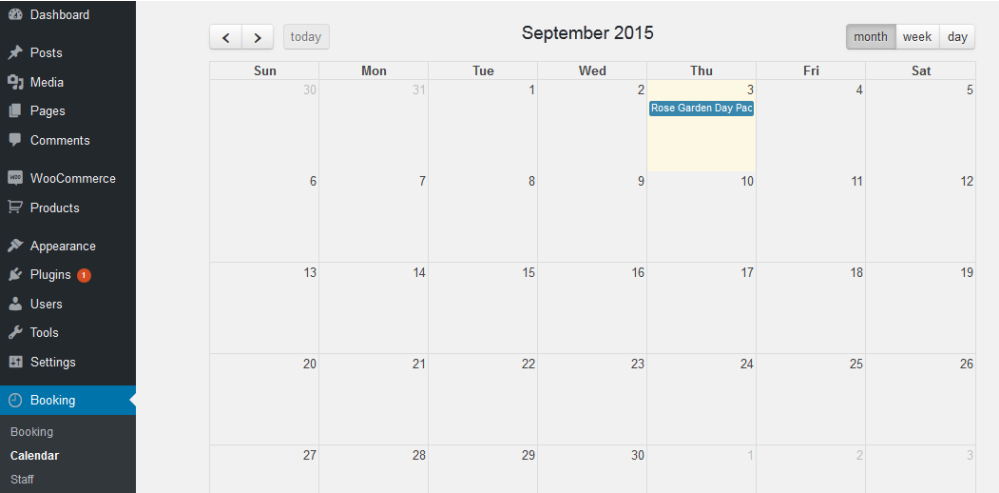 Dashboard
Posts
Media
Pages
Comments
WooCommerce
Products
Appearance
Plugins 1
Users
Tools
Settings
Booking
Booking
Calendar
Staff
today
September 2015
month week day
Sun Mon Tue Wed Thu Fri Sat
30 31 1 2 3 4 5
Rose Garden Day Pac
6 7 8 9 10 11 12
13 14 15 16 17 18 19
20 21 22 23 24 25 26
27 28 29 30 1 2 3